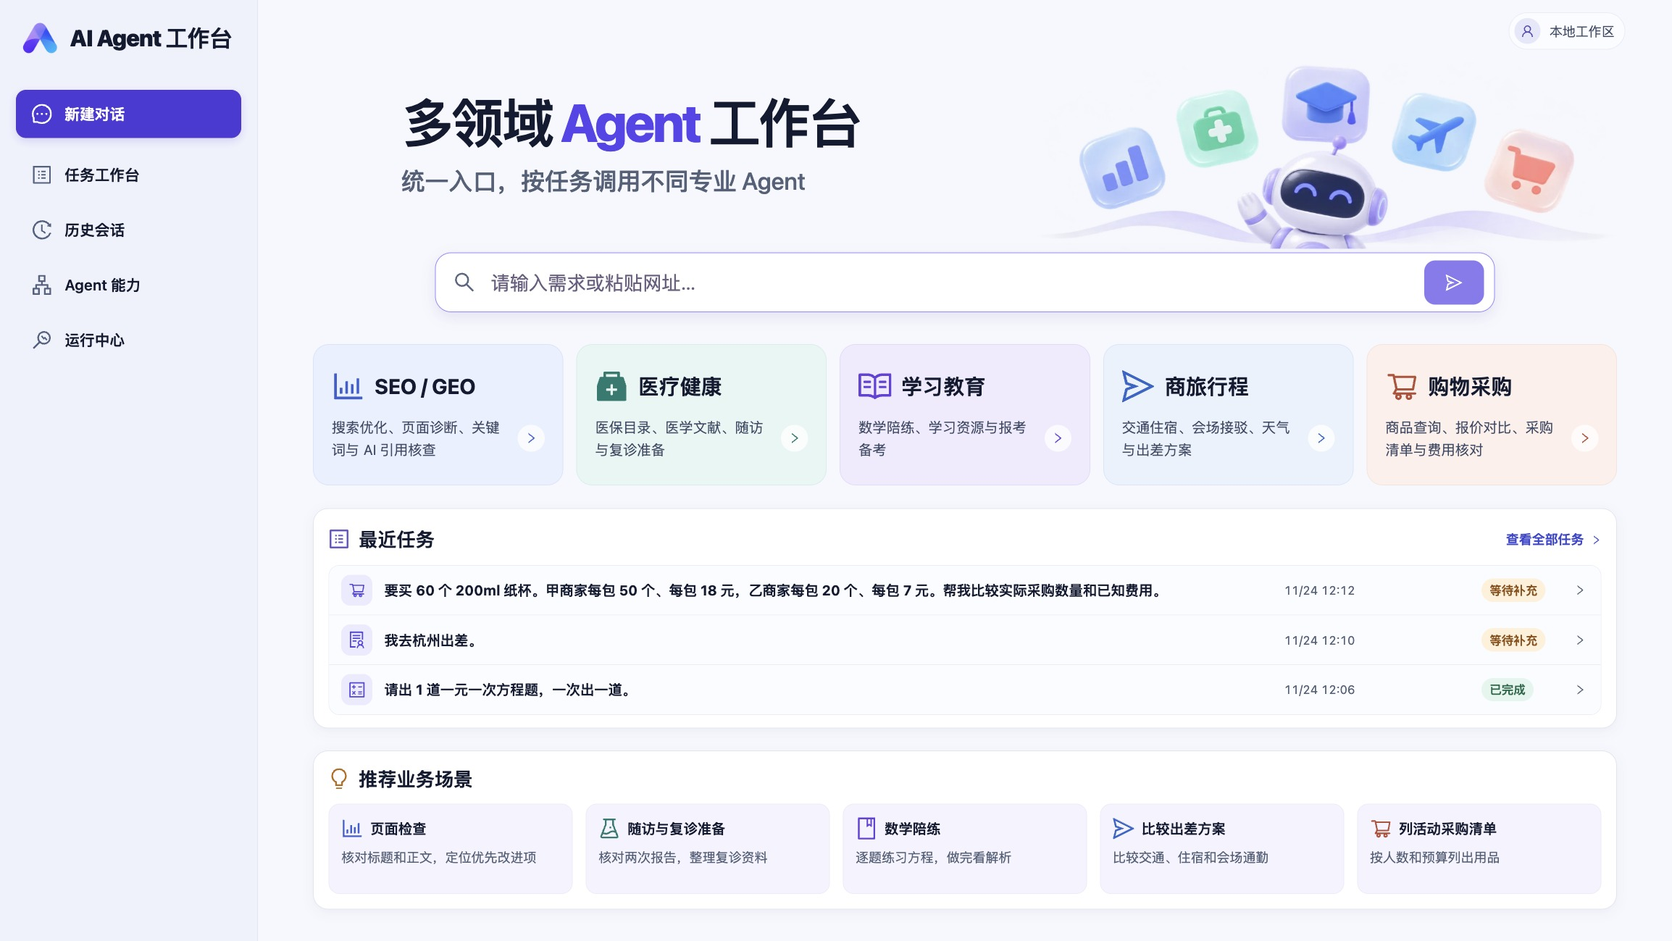 AI Agent 工作台
新建对话
任务工作台
历史会话
Agent 能力
运行中心
本地工作区
多领域 Agent 工作台
统一入口，按任务调用不同专业 Agent
请输入需求或粘贴网址...
SEO / GEO
搜索优化、页面诊断、关键
词与 AI 引用核查
医疗健康
医保目录、医学文献、随访
与复诊准备
学习教育
数学陪练、学习资源与报考
备考
商旅行程
交通住宿、会场接驳、天气
与出差方案
购物采购
商品查询、报价对比、采购
清单与费用核对
最近任务
查看全部任务
要买 60 个 200ml 纸杯。甲商家每包 50 个、每包 18 元，乙商家每包 20 个、每包 7 元。帮我比较实际采购数量和已知费用。
11/24 12:12
等待补充
我去杭州出差。
11/24 12:10
等待补充
请出 1 道一元一次方程题，一次出一道。
11/24 12:06
已完成
推荐业务场景
页面检查
核对标题和正文，定位优先改进项
随访与复诊准备
核对两次报告，整理复诊资料
数学陪练
逐题练习方程，做完看解析
比较出差方案
比较交通、住宿和会场通勤
列活动采购清单
按人数和预算列出用品